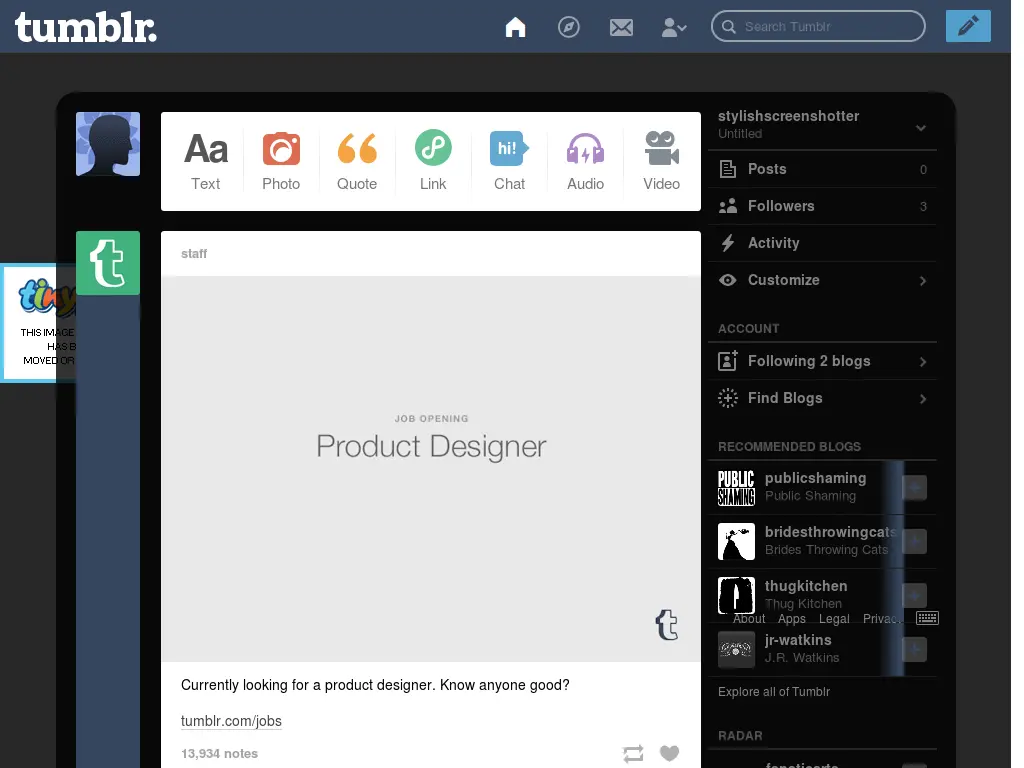 tumblr.
Search Tumblr
Aa
hi!
Text
Photo
Quote
Link
Chat
Audio
Video
stylishscreenshotter
Untitled
Posts 0
Followers 3
Activity
Customize
ACCOUNT
Following 2 blogs
Find Blogs
RECOMMENDED BLOGS
PUBLIC
SHAMING
publicshaming
Public Shaming
bridesthrowingcats
Brides Throwing Cats
thugkitchen
Thug Kitchen
About Apps Legal
jr-watkins
J.R. Watkins
Explore all of Tumblr
RADAR
t
tiny
THIS IMAGE
HAS B
MOVED OR
staff
JOB OPENING
Product Designer
t
Currently looking for a product designer. Know anyone good?
tumblr.com/jobs
13,934 notes